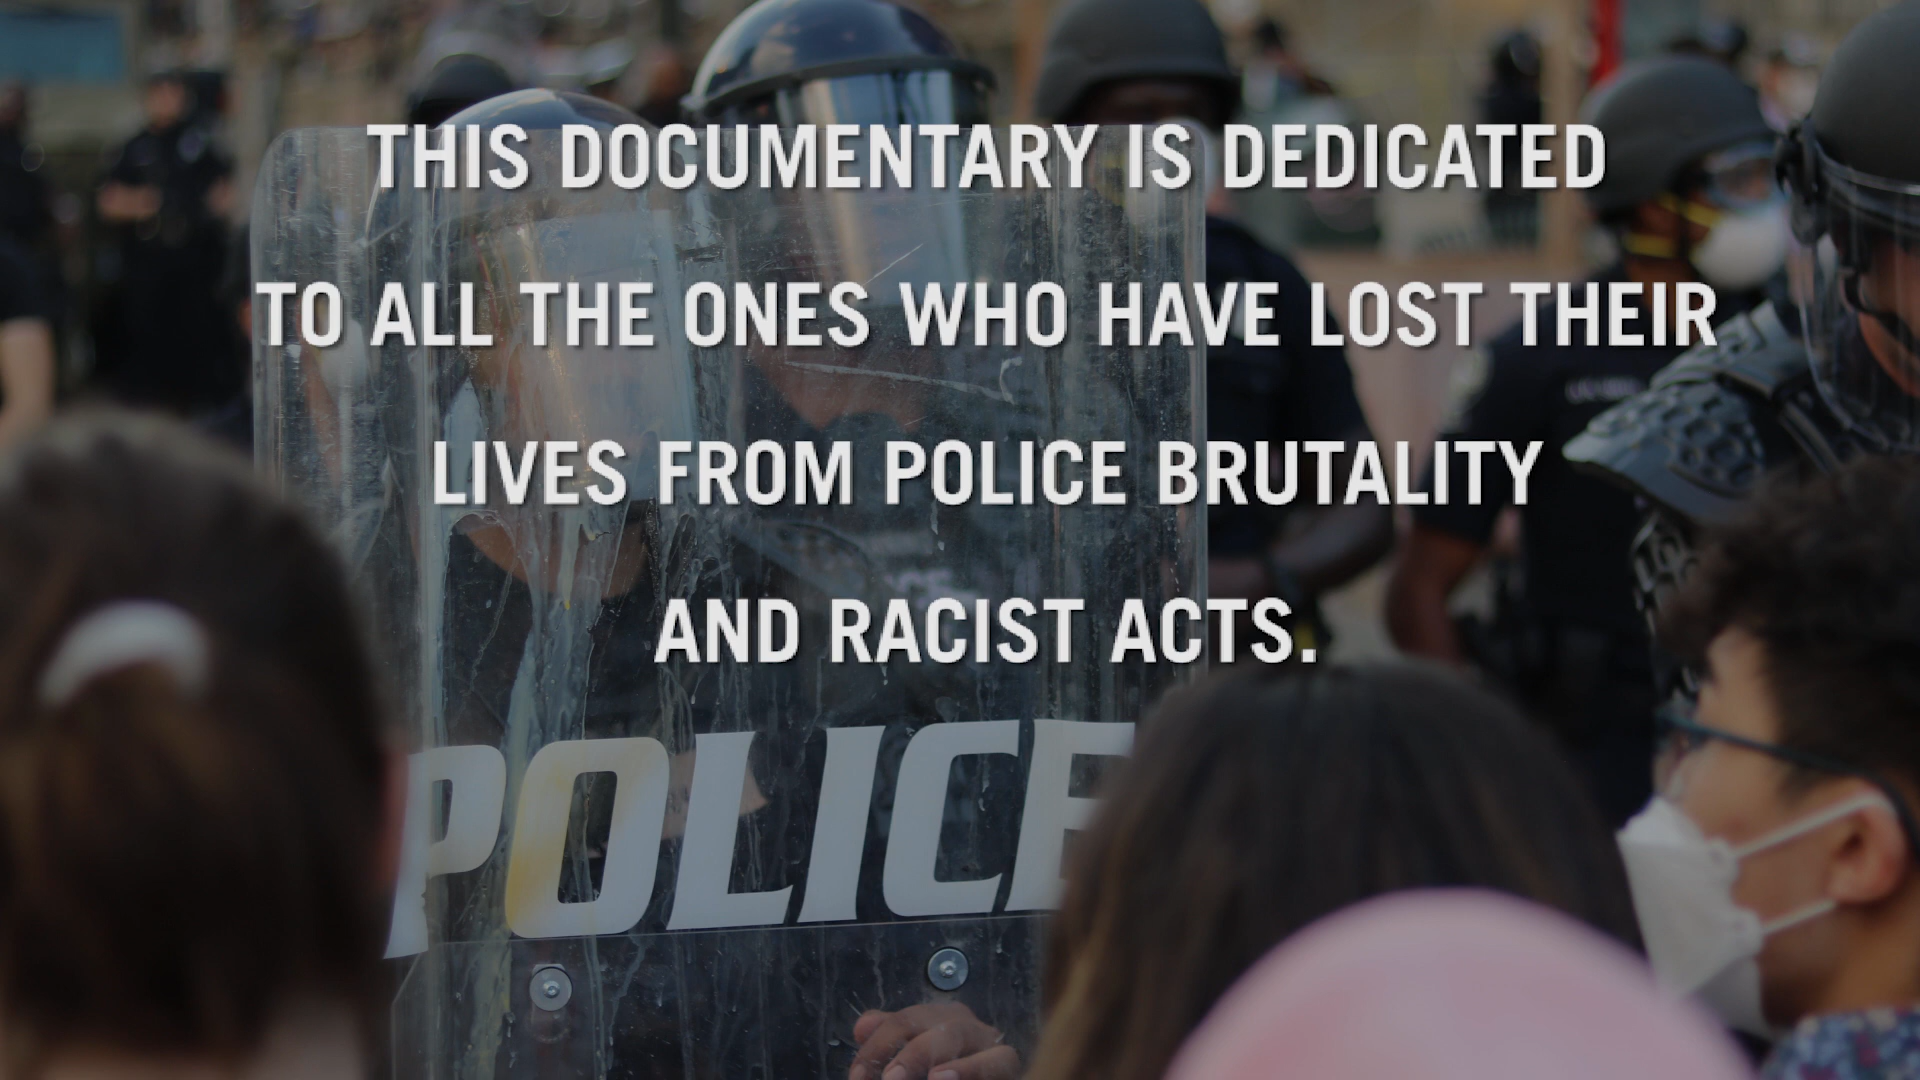 THIS DOCUMENTARY IS DEDICATED
TO ALL THE ONES WHO HAVE LOST THEIR
LIVES FROM POLICE BRUTALITY
AND RACIST ACTS.
POLICE